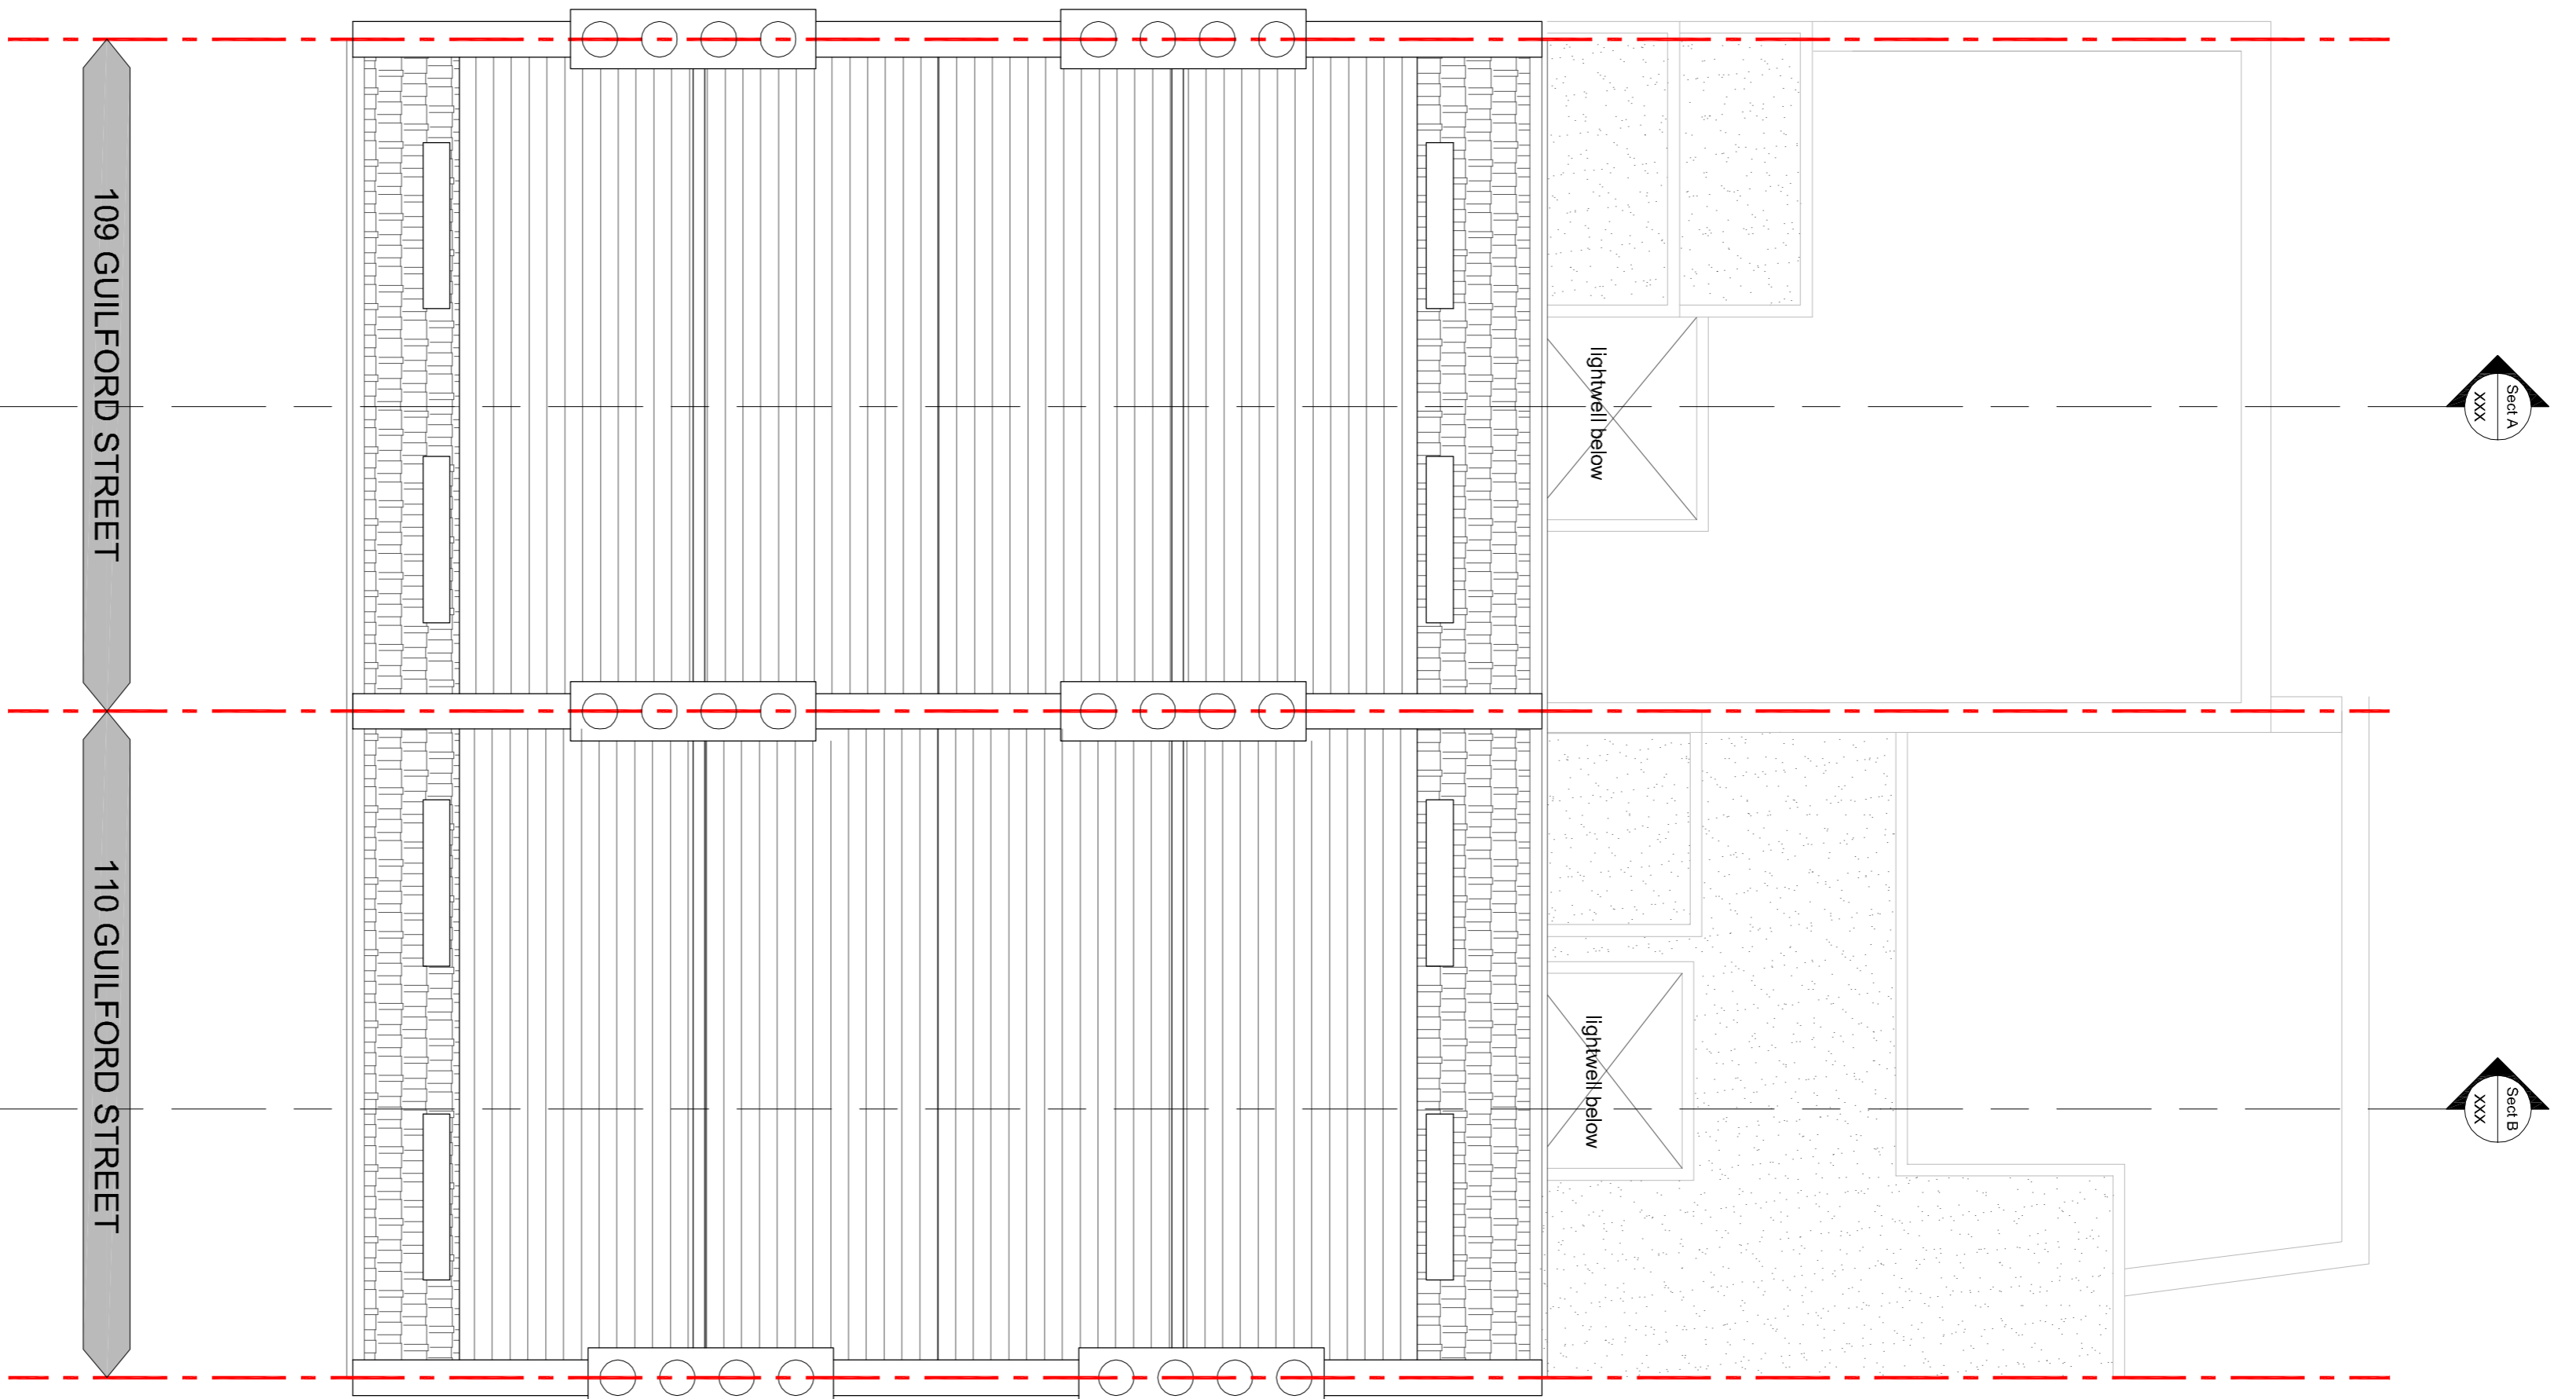 109 GUILFORD STREET
110 GUILFORD STREET
lightwell below
lightwell below
Sect A
XXX
Sect B
XXX